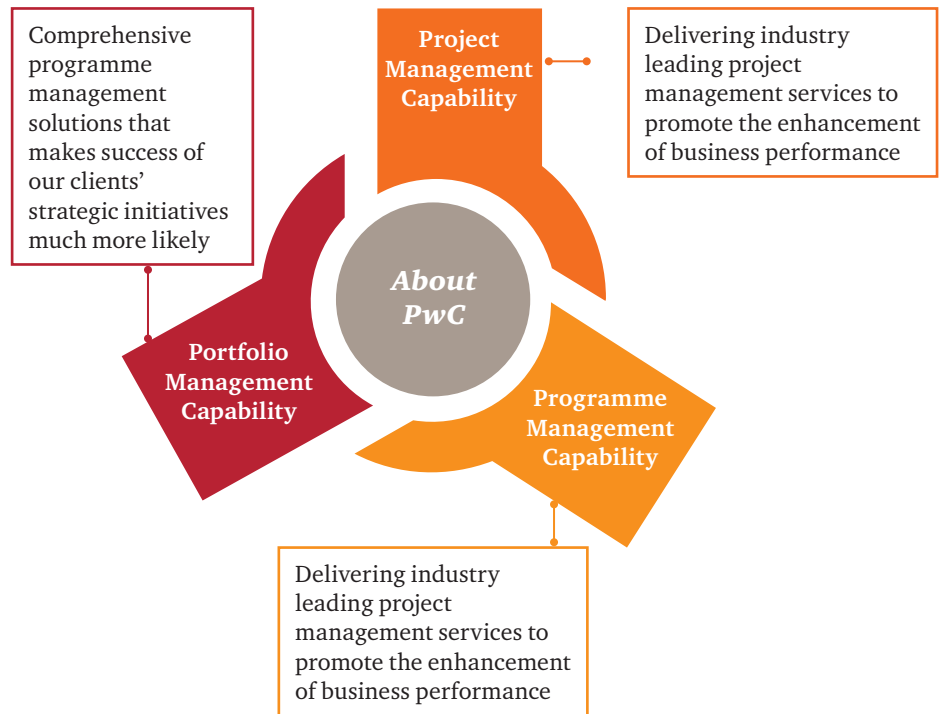 Comprehensive
programme
management
solutions that
makes success of
our clients’
strategic initiatives
much more likely
Project
Management
Capability
Delivering industry
leading project
management services to
promote the enhancement
of business performance
About
PwC
Portfolio
Management
Capability
Programme
Management
Capability
Delivering industry
leading project
management services to
promote the enhancement
of business performance